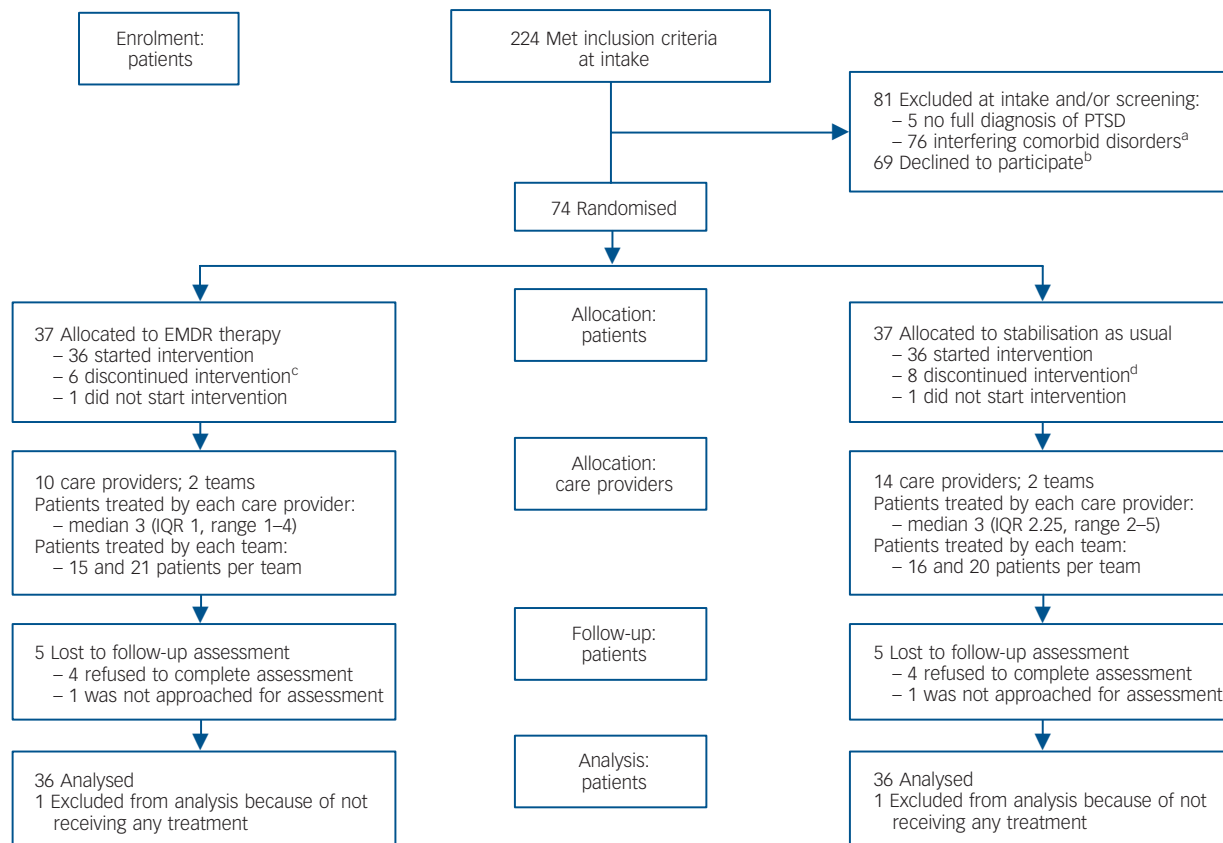 Enrolment:
patients
224 Met inclusion criteria
at intake
81 Excluded at intake and/or screening:
– 5 no full diagnosis of PTSD
– 76 interfering comorbid disordersᵃ
69 Declined to participateᵇ
74 Randomised
Allocation:
patients
37 Allocated to EMDR therapy
– 36 started intervention
– 6 discontinued interventionᶜ
– 1 did not start intervention
37 Allocated to stabilisation as usual
– 36 started intervention
– 8 discontinued interventionᵈ
– 1 did not start intervention
Allocation:
care providers
10 care providers; 2 teams
Patients treated by each care provider:
– median 3 (IQR 1, range 1–4)
Patients treated by each team:
– 15 and 21 patients per team
14 care providers; 2 teams
Patients treated by each care provider:
– median 3 (IQR 2.25, range 2–5)
Patients treated by each team:
– 16 and 20 patients per team
Follow-up:
patients
5 Lost to follow-up assessment
– 4 refused to complete assessment
– 1 was not approached for assessment
5 Lost to follow-up assessment
– 4 refused to complete assessment
– 1 was not approached for assessment
Analysis:
patients
36 Analysed
1 Excluded from analysis because of not
receiving any treatment
36 Analysed
1 Excluded from analysis because of not
receiving any treatment